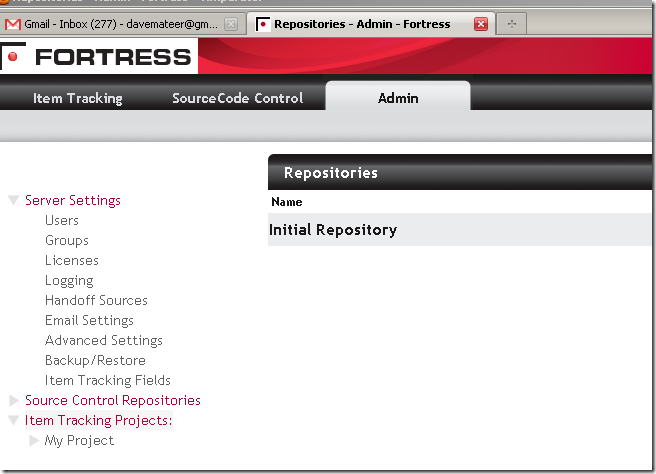 Gmail - Inbox (277) - davemateer@gm...
Repositories - Admin - Fortress
FORTRESS
Item Tracking
SourceCode Control
Admin
Repositories
Name
Initial Repository
Server Settings
Users
Groups
Licenses
Logging
Handoff Sources
Email Settings
Advanced Settings
Backup/Restore
Item Tracking Fields
Source Control Repositories
Item Tracking Projects:
My Project